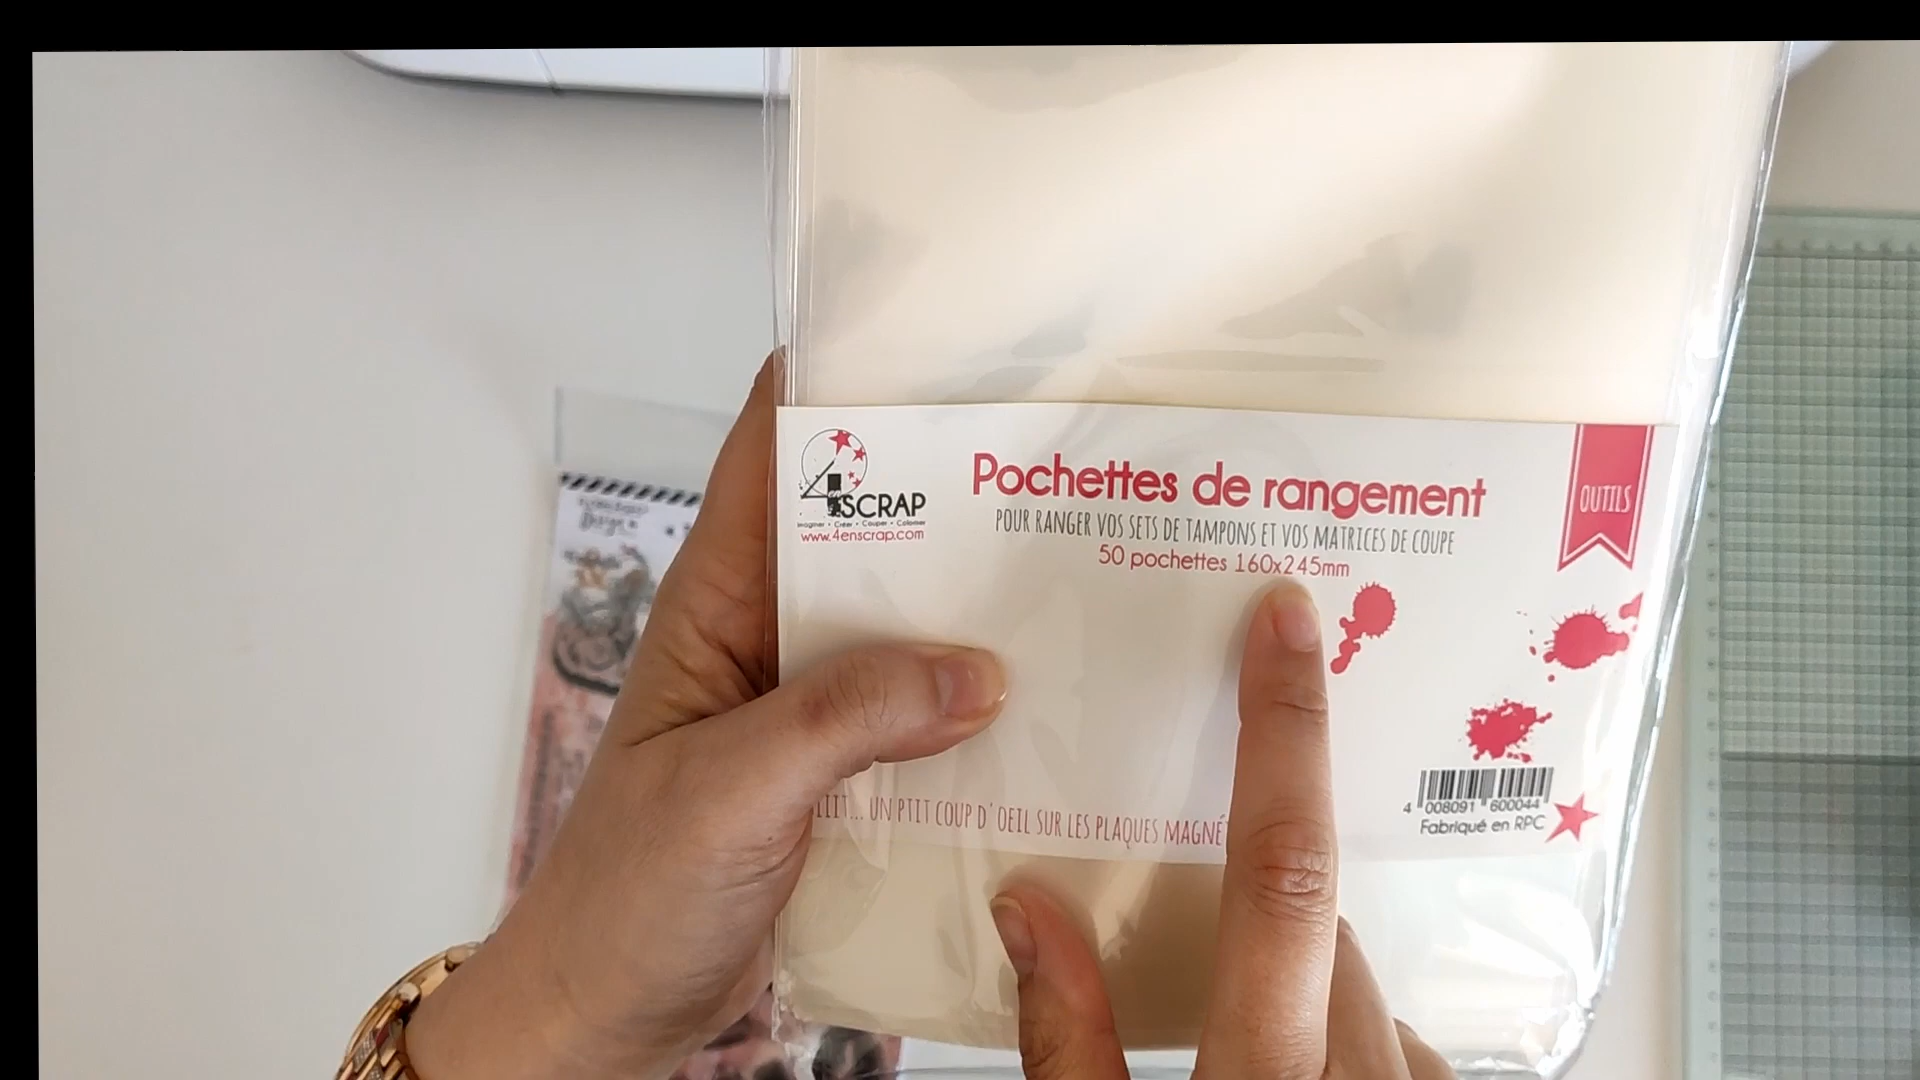 4enSCRAP
Imaginer • Créer • Couper • Colorier
www.4enscrap.com
Pochettes de rangement
POUR RANGER VOS SETS DE TAMPONS ET VOS MATRICES DE COUPE
50 pochettes 160x245mm
OUTILS
UN PTIT COUP D'OEIL SUR LES PLAQUES
4 008091 600044
Fabriqué en RPC